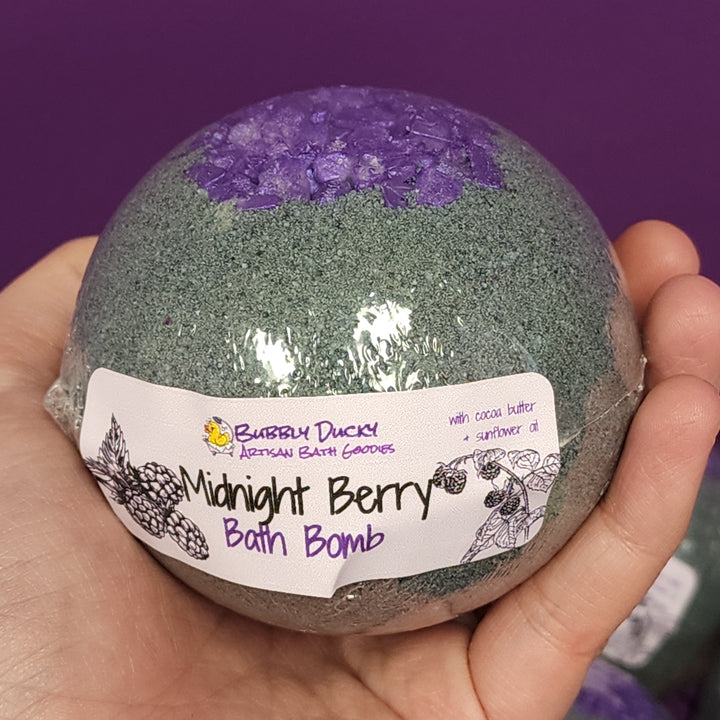 Bubbly Ducky
Artisan Bath Goodies
with cocoa butter
+ sunflower oil
Midnight Berry
Bath Bomb